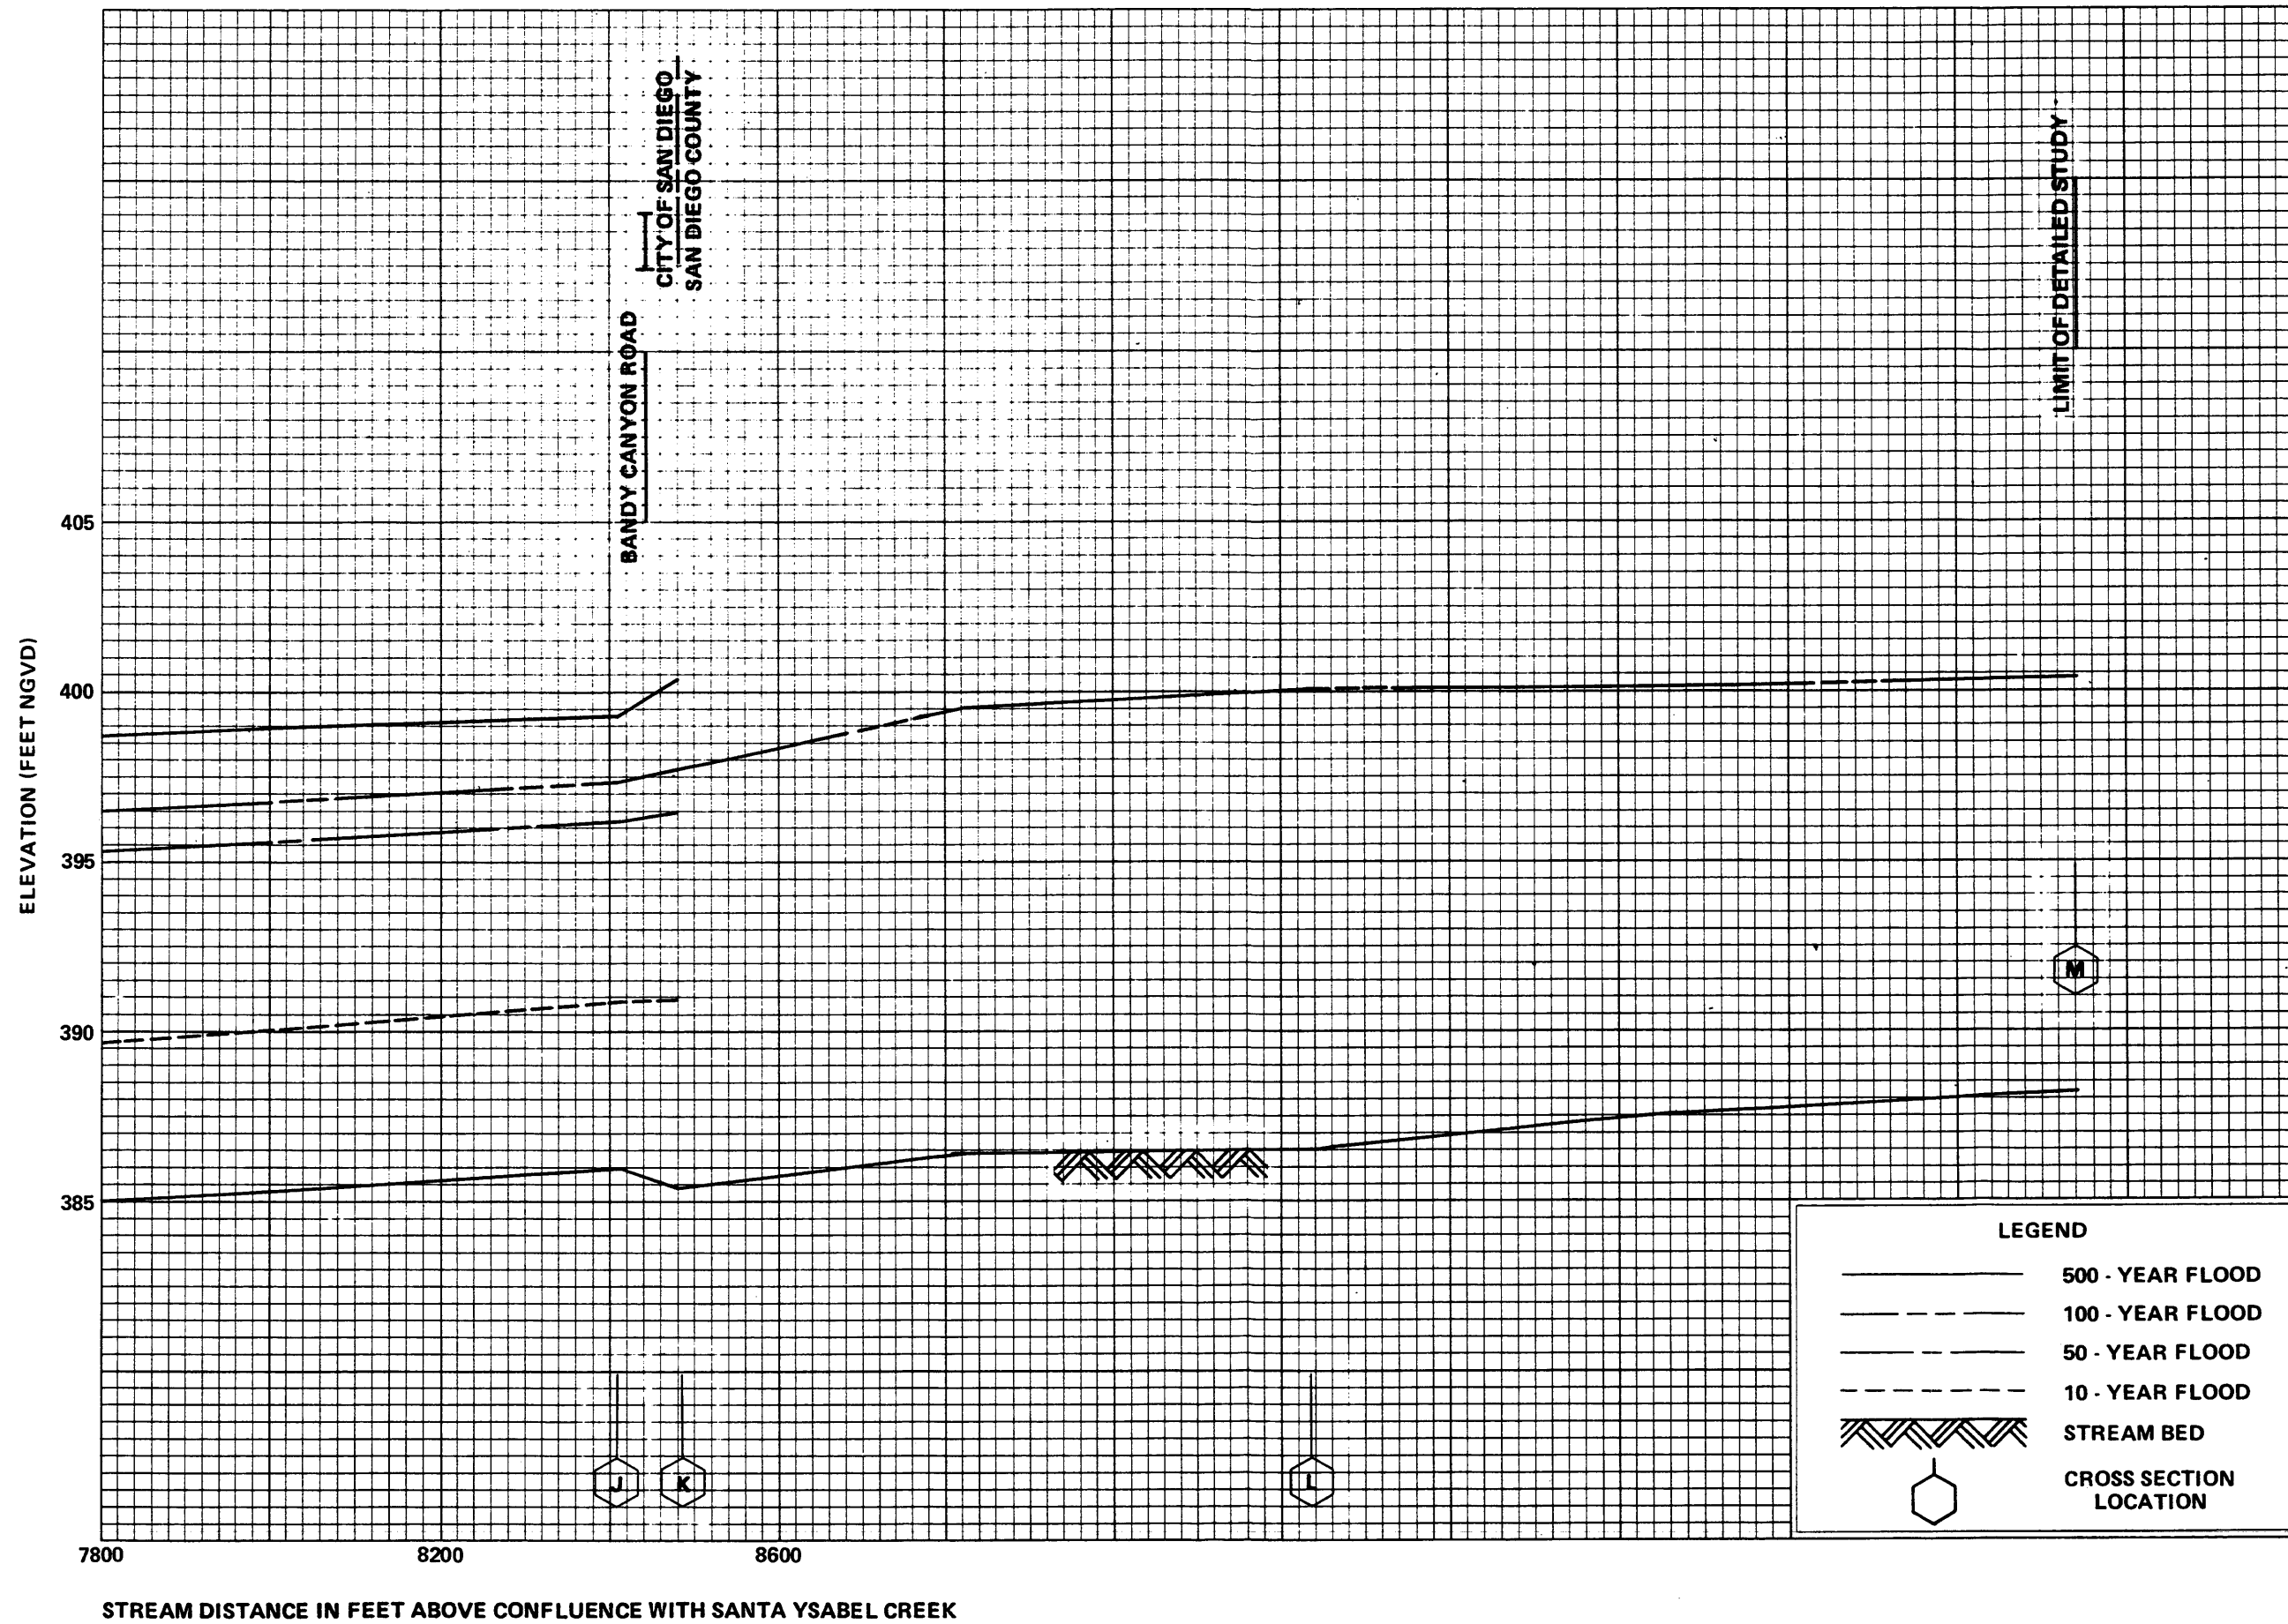 CITY OF SAN DIEGO
SAN DIEGO COUNTY
BANDY CANYON ROAD
LIMIT OF DETAILED STUDY
ELEVATION (FEET NGVD)
405
400
395
390
385
M
J
K
L
LEGEND
500 - YEAR FLOOD
100 - YEAR FLOOD
50 - YEAR FLOOD
10 - YEAR FLOOD
STREAM BED
CROSS SECTION
LOCATION
7800
8200
8600
STREAM DISTANCE IN FEET ABOVE CONFLUENCE WITH SANTA YSABEL CREEK